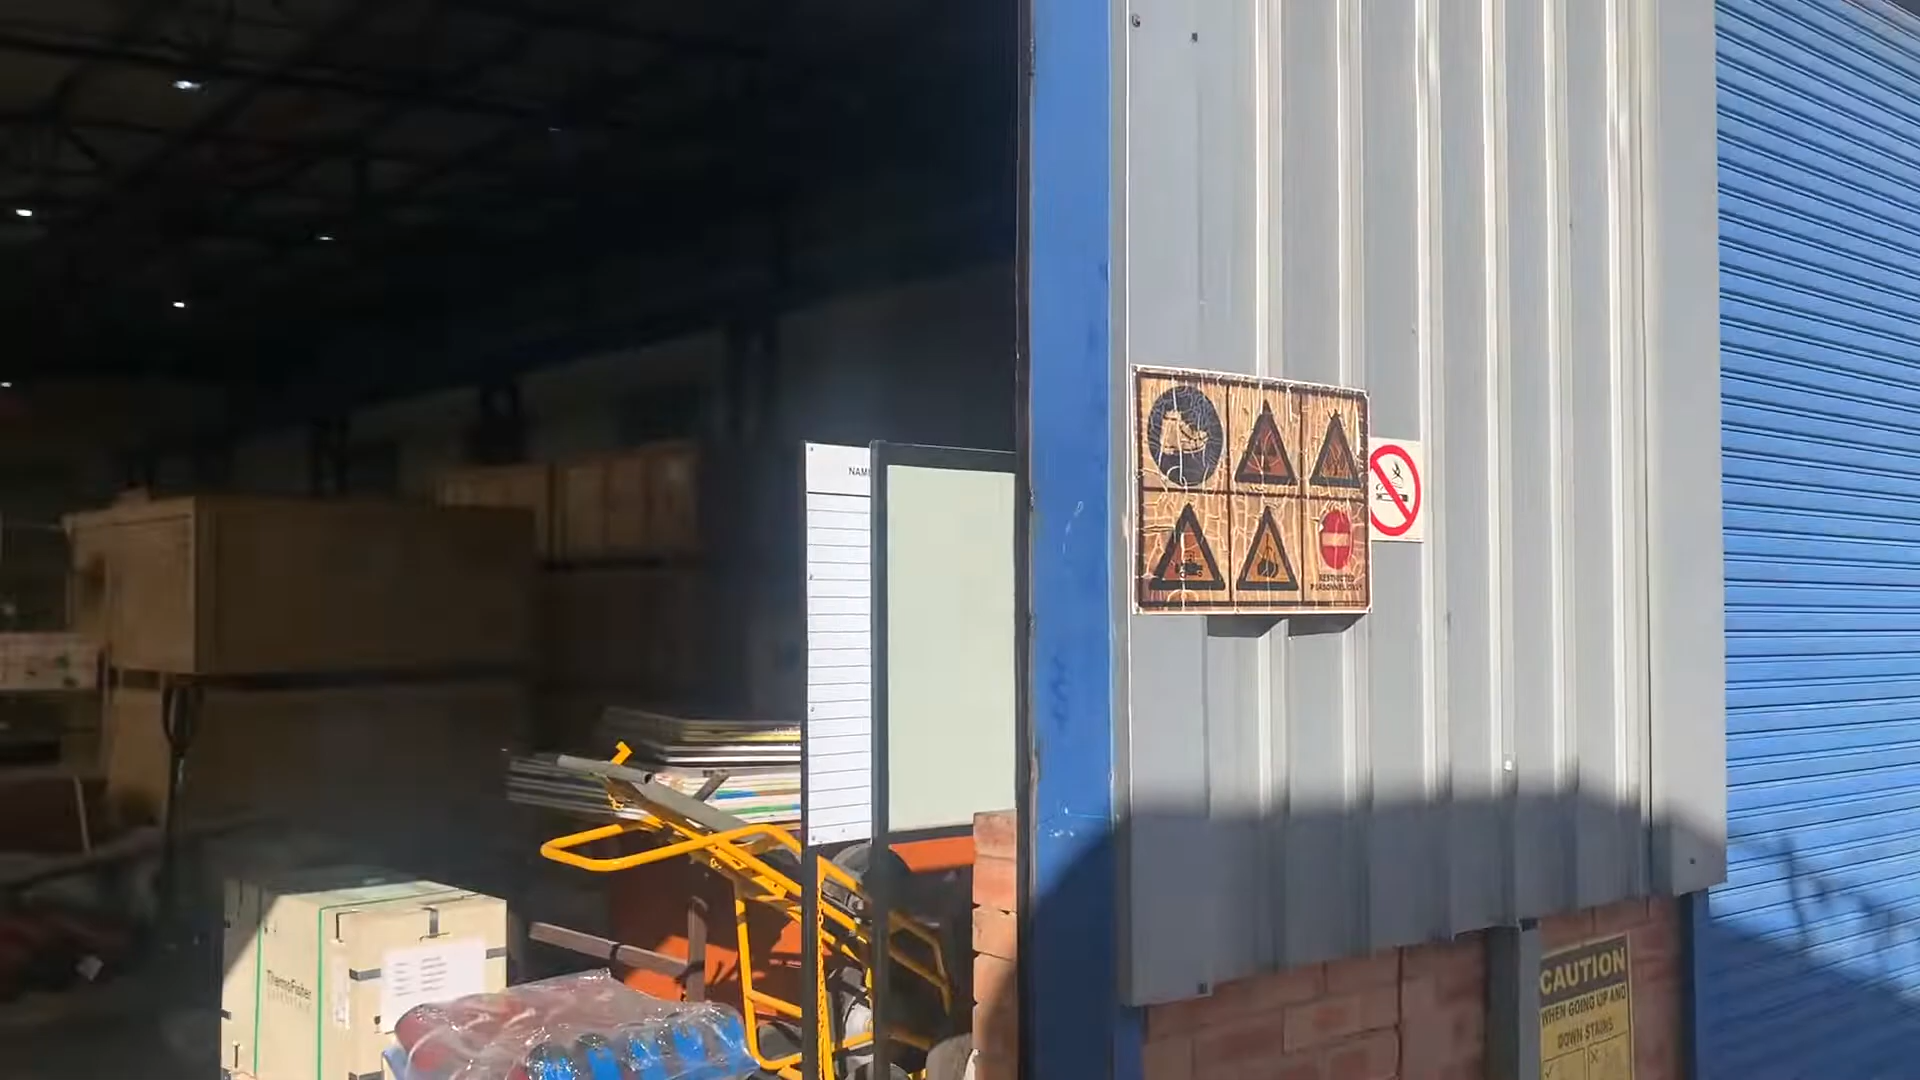 NAM
RESTRICTED
PERSONNEL ONLY
ThermoFisher
CAUTION
WHEN GOING UP AND
DOWN STAIRS